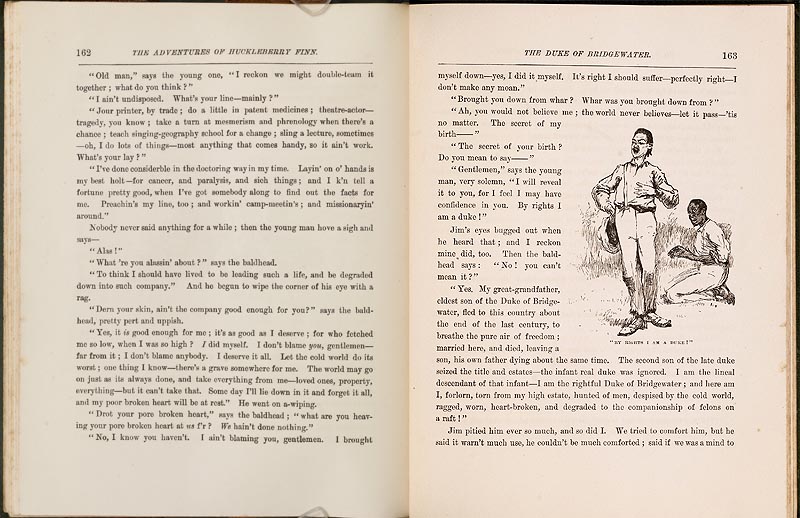 162 THE ADVENTURES OF HUCKLEBERRY FINN.
"Old man," says the young one, "I reckon we might double-team it
together; what do you think?"
"I ain't undisposed. What's your line—mainly?"
"Jour printer, by trade; do a little in patent medicines; theatre-actor—
tragedy, you know; take a turn at mesmerism and phrenology when there's a
chance; teach singing-geography school for a change; sling a lecture, sometimes
—oh, I do lots of things—most anything that comes handy, so it ain't work.
What's your lay?"
"I've done considerble in the doctoring way in my time. Layin' on o' hands is
my best holt—for cancer, and paralysis, and sich things; and I k'n tell a
fortune pretty good, when I've got somebody along to find out the facts for
me. Preachin's my line, too; and workin' camp-meetin's; and missionaryin'
around."
Nobody never said anything for a while; then the young man hove a sigh and
says—
"Alas!"
"What 're you alassin' about?" says the baldhead.
"To think I should have lived to be leading such a life, and be degraded
down into such company." And he begun to wipe the corner of his eye with a
rag.
"Dern your skin, ain't the company good enough for you?" says the bald-
head, pretty pert and uppish.
"Yes, it is good enough for me; it's as good as I deserve; for who fetched
me so low, when I was so high? I did myself. I don't blame you, gentlemen—
far from it; I don't blame anybody. I deserve it all. Let the cold world do its
worst; one thing I know—there's a grave somewhere for me. The world may go
on just as its always done, and take everything from me—loved ones, property,
everything—but it can't take that. Some day I'll lie down in it and forget it all,
and my poor broken heart will be at rest." He went on a-wiping.
"Drot your pore broken heart," says the baldhead; "what are you heav-
ing your pore broken heart at us f'r? We hain't done nothing."
"No, I know you haven't. I ain't blaming you, gentlemen. I brought
THE DUKE OF BRIDGEWATER. 163
myself down—yes, I did it myself. It's right I should suffer—perfectly right—I
don't make any moan."
"Brought you down from whar? Whar was you brought down from?"
"Ah, you would not believe me; the world never believes—let it pass—'tis
no matter. The secret of my
birth——"
"The secret of your birth?
Do you mean to say——"
"Gentlemen," says the young
man, very solemn, "I will reveal
it to you, for I feel I may have
confidence in you. By rights I
am a duke!"
Jim's eyes bugged out when
he heard that; and I reckon
mine did, too. Then the bald-
head says: "No! you can't
mean it?"
"Yes. My great-grandfather,
eldest son of the Duke of Bridge-
water, fled to this country about
the end of the last century, to
breathe the pure air of freedom;
married here, and died, leaving a
"BY RIGHTS I AM A DUKE!"
son, his own father dying about the same time. The second son of the late duke
seized the title and estates—the infant real duke was ignored. I am the lineal
descendant of that infant—I am the rightful Duke of Bridgewater; and here am
I, forlorn, torn from my high estate, hunted of men, despised by the cold world,
ragged, worn, heart-broken, and degraded to the companionship of felons on
a raft!"
Jim pitied him ever so much, and so did I. We tried to comfort him, but he
said it warn't much use, he couldn't be much comforted; said if we was a mind to